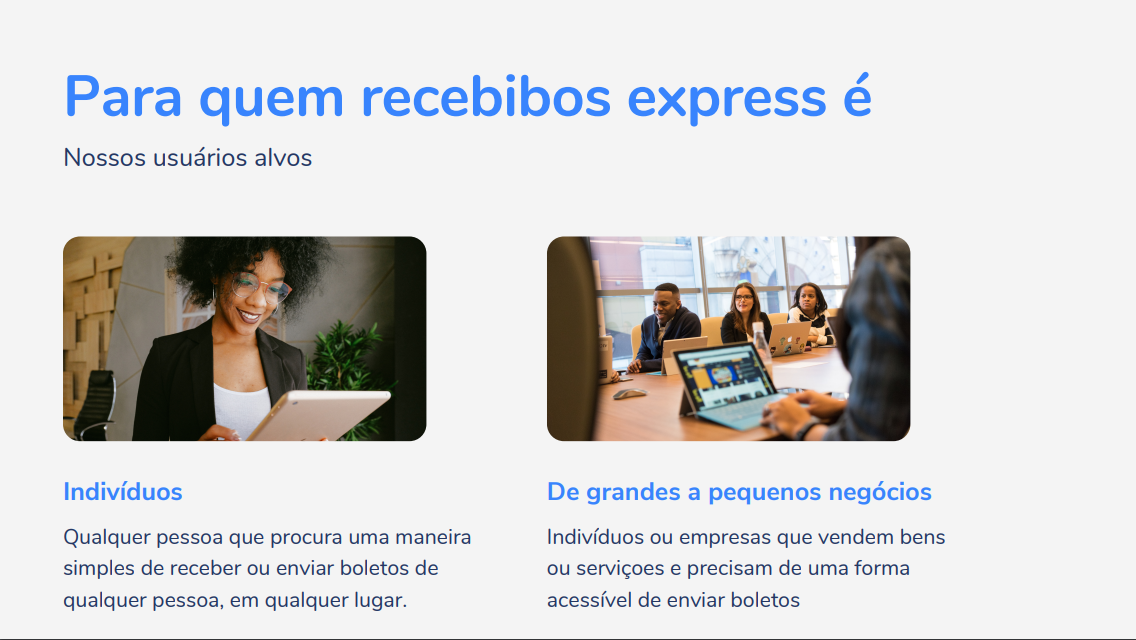 Para quem recebibos express é
Nossos usuários alvos
Indivíduos
Qualquer pessoa que procura uma maneira
simples de receber ou enviar boletos de
qualquer pessoa, em qualquer lugar.
De grandes a pequenos negócios
Indivíduos ou empresas que vendem bens
ou serviçoes e precisam de uma forma
acessível de enviar boletos